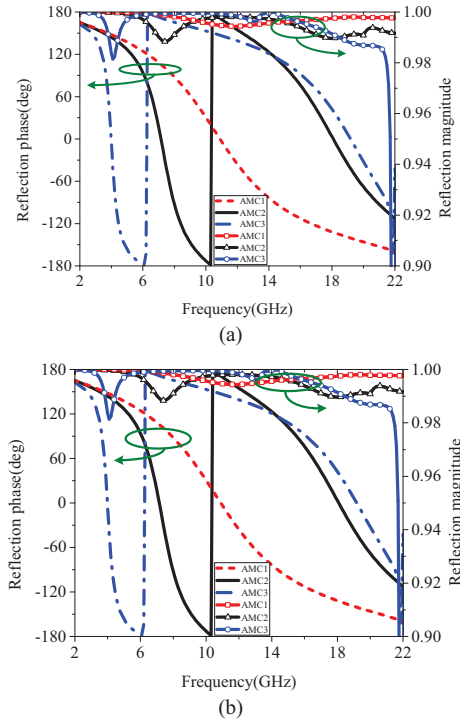 180
120
60
0
-60
-120
-180
Reflection phase(deg)
1.00
0.98
0.96
0.94
0.92
0.90
Reflection magnitude
AMC1
AMC2
AMC3
AMC1
AMC2
AMC3
2 6 10 14 18 22
Frequency(GHz)
(a)
180
120
60
0
-60
-120
-180
Reflection phase(deg)
1.00
0.98
0.96
0.94
0.92
0.90
Reflection magnitude
AMC1
AMC2
AMC3
AMC1
AMC2
AMC3
2 6 10 14 18 22
Frequency(GHz)
(b)